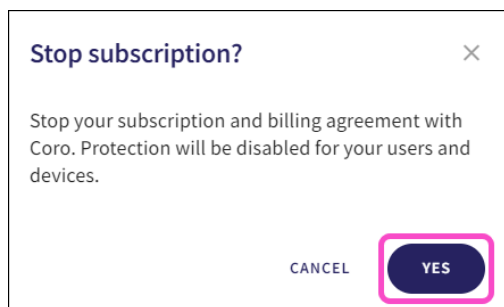 Stop subscription?
Stop your subscription and billing agreement with
Coro. Protection will be disabled for your users and
devices.
CANCEL YES